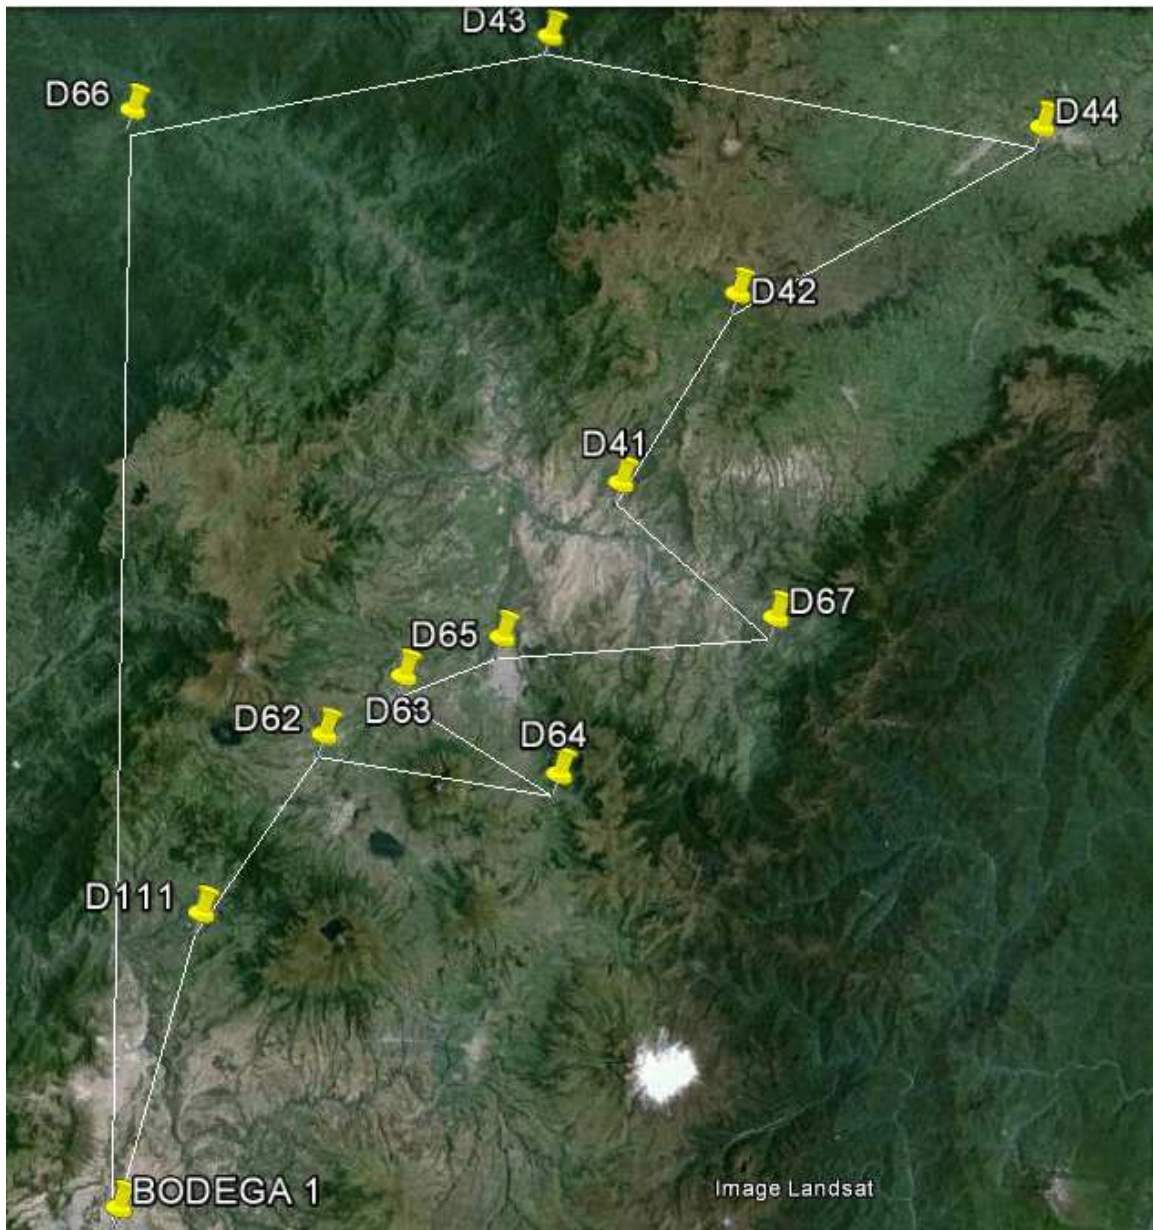 D43
D66
D44
D42
D41
D67
D65
D63
D62
D64
D111
BODEGA 1
Image Landsat